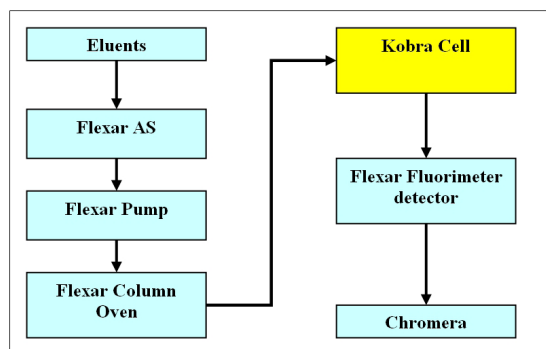 Eluents
Flexar AS
Flexar Pump
Flexar Column
Oven
Kobra Cell
Flexar Fluorimeter
detector
Chromera